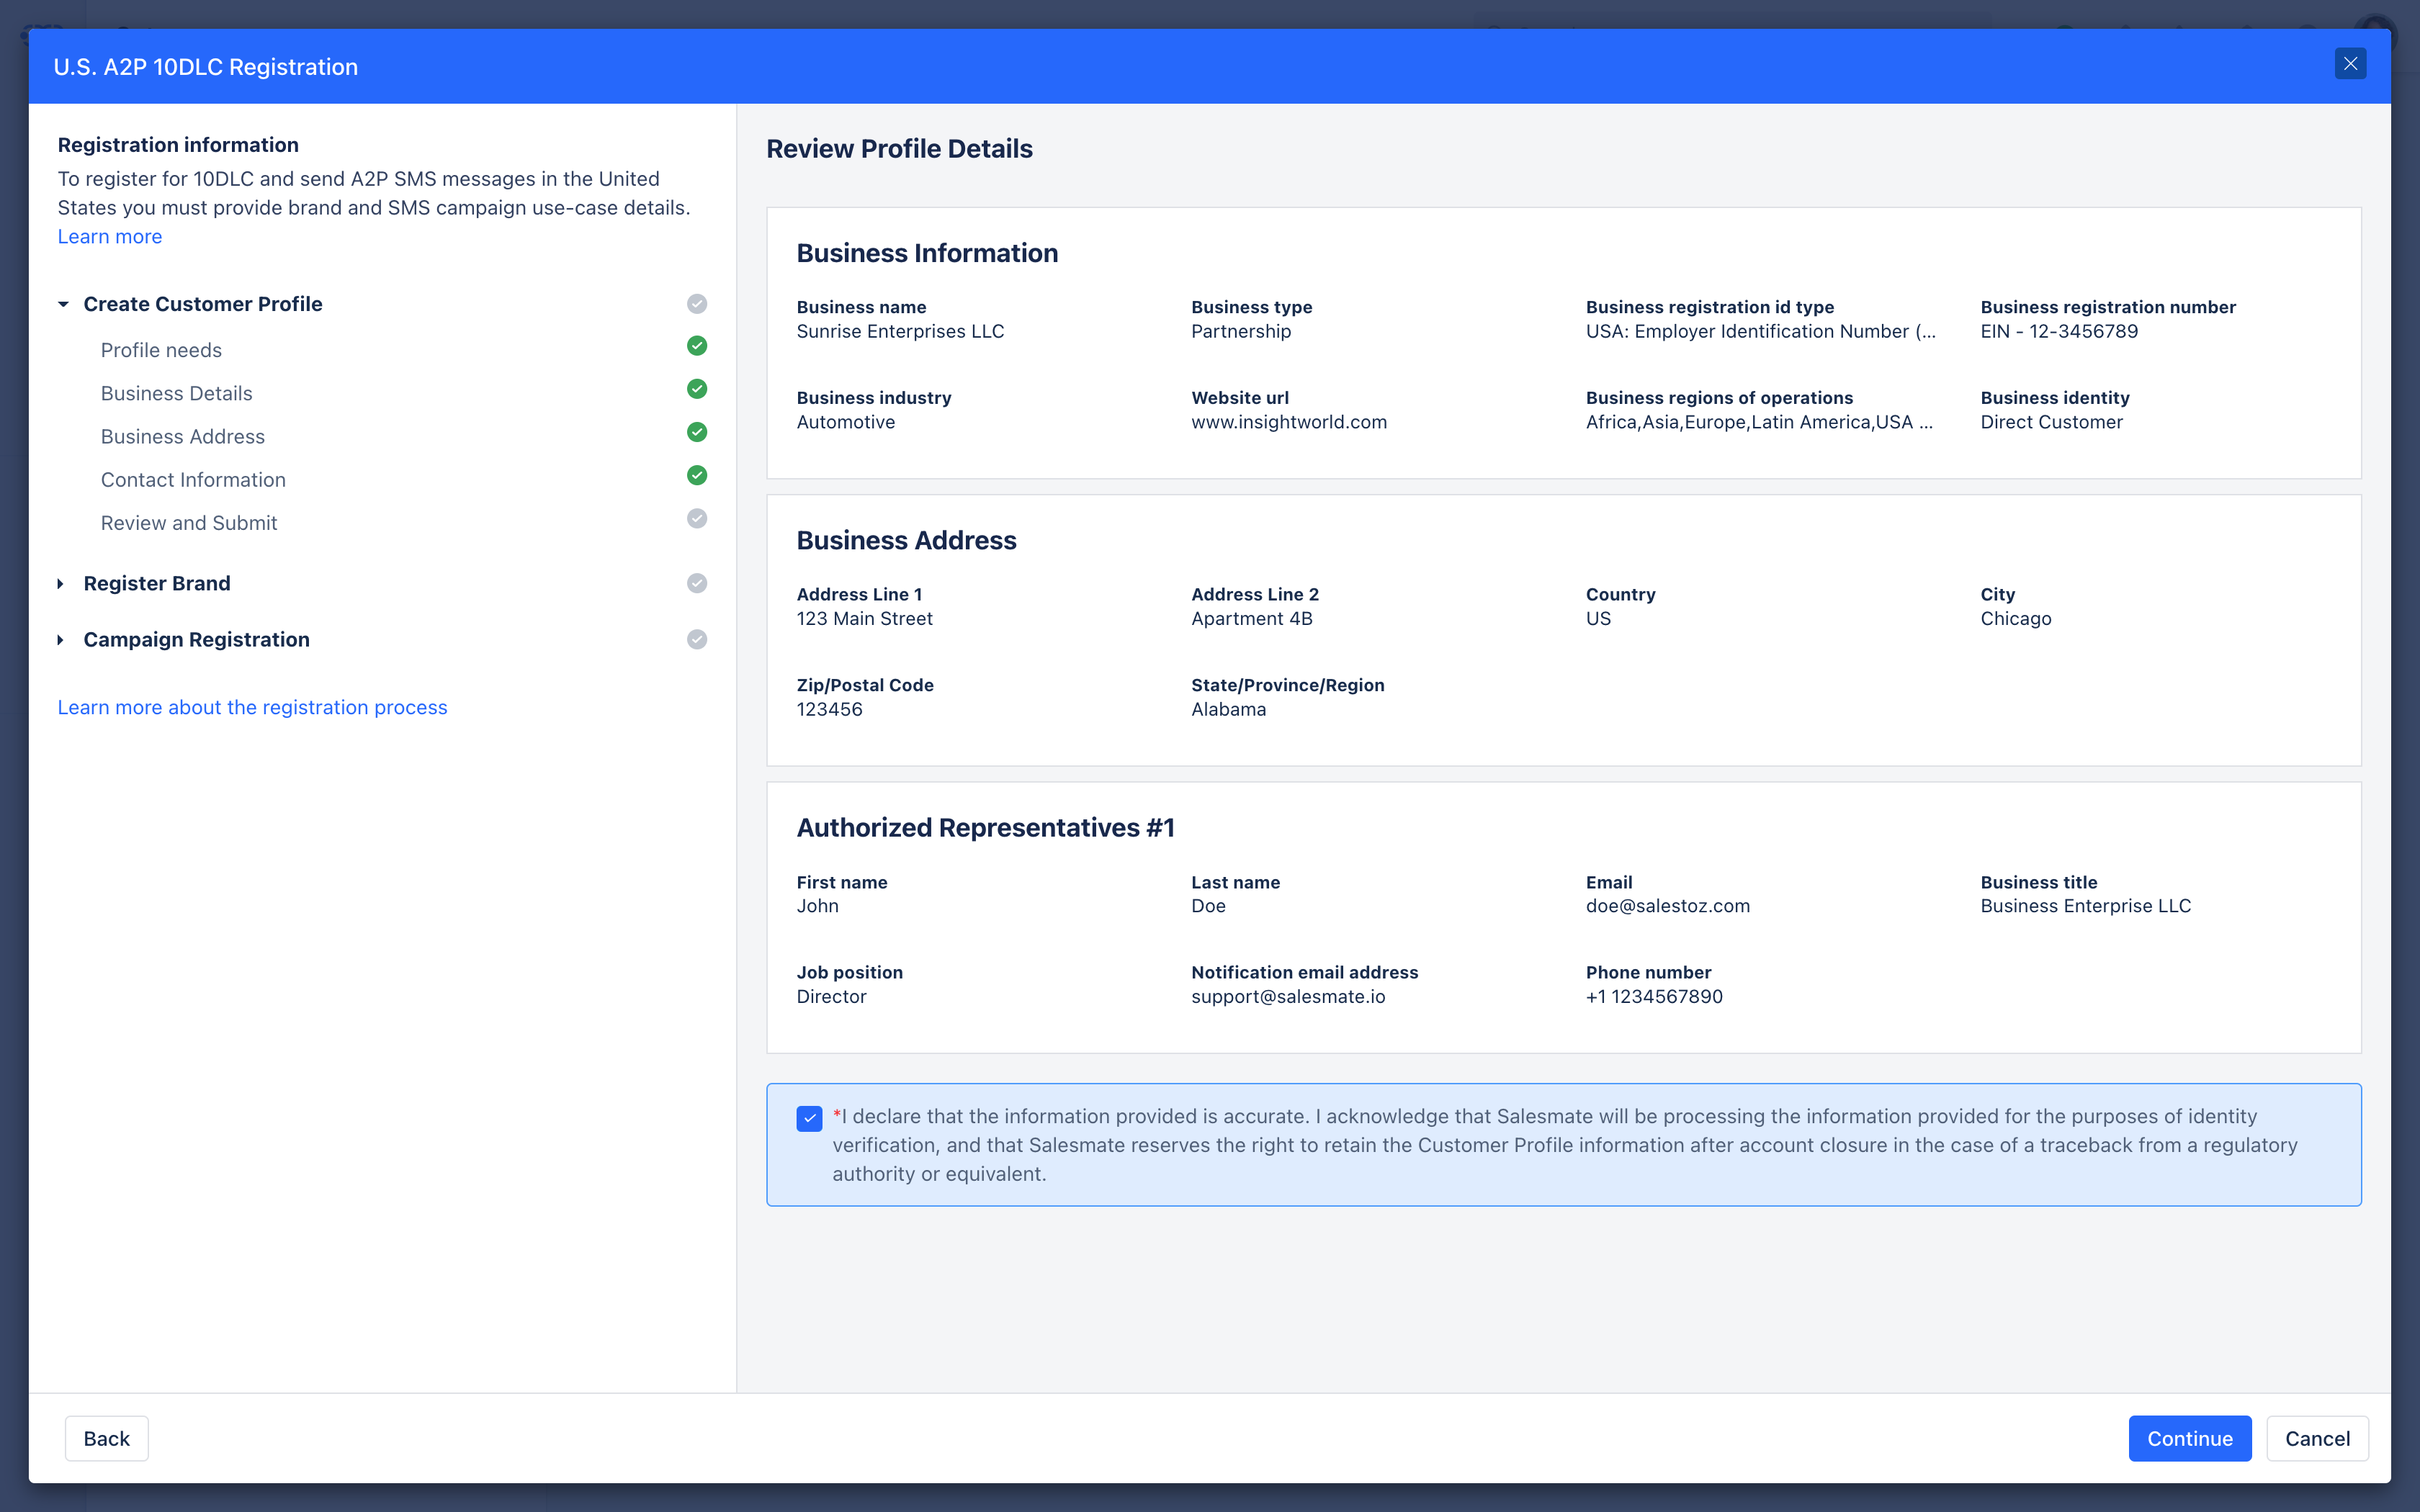 U.S. A2P 10DLC Registration
Registration information
To register for 10DLC and send A2P SMS messages in the United
States you must provide brand and SMS campaign use-case details.
Learn more
Create Customer Profile
Profile needs
Business Details
Business Address
Contact Information
Review and Submit
Register Brand
Campaign Registration
Learn more about the registration process
Review Profile Details
Business Information
Business name Business type Business registration id type Business registration number
Sunrise Enterprises LLC Partnership USA: Employer Identification Number (... EIN - 12-3456789
Business industry Website url Business regions of operations Business identity
Automotive www.insightworld.com Africa,Asia,Europe,Latin America,USA ... Direct Customer
Business Address
Address Line 1 Address Line 2 Country City
123 Main Street Apartment 4B US Chicago
Zip/Postal Code State/Province/Region
123456 Alabama
Authorized Representatives #1
First name Last name Email Business title
John Doe doe@salestoz.com Business Enterprise LLC
Job position Notification email address Phone number
Director support@salesmate.io +1 1234567890
*I declare that the information provided is accurate. I acknowledge that Salesmate will be processing the information provided for the purposes of identity
verification, and that Salesmate reserves the right to retain the Customer Profile information after account closure in the case of a traceback from a regulatory
authority or equivalent.
Back Continue Cancel